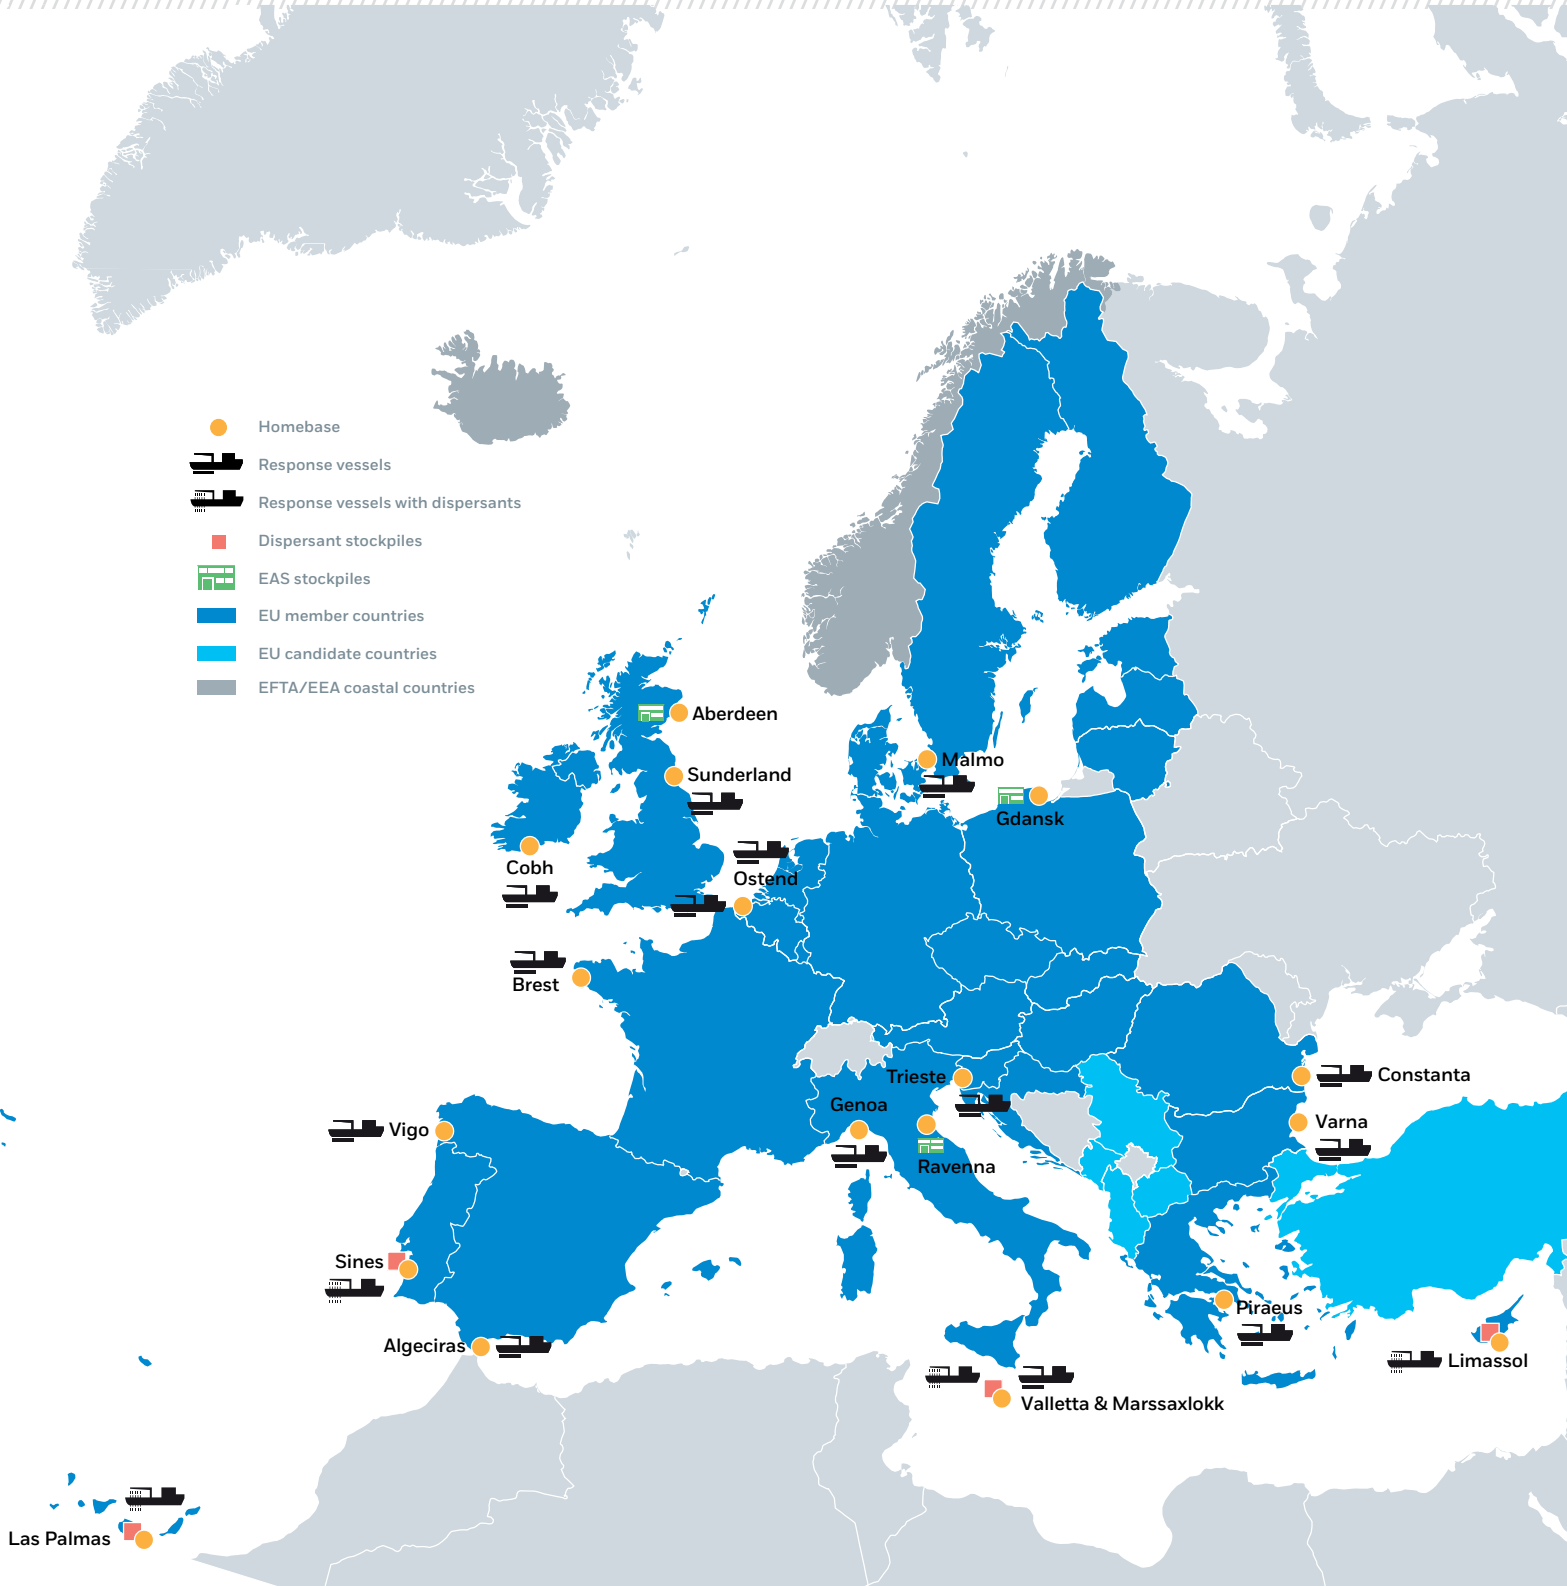 Homebase
Response vessels
Response vessels with dispersants
Dispersant stockpiles
EAS stockpiles
EU member countries
EU candidate countries
EFTA/EEA coastal countries
Aberdeen
Malmo
Sunderland
Gdansk
Cobh
Ostend
Brest
Constanta
Trieste
Genoa
Varna
Vigo
Ravenna
Sines
Piraeus
Algeciras
Limassol
Valletta & Marssaxlokk
Las Palmas